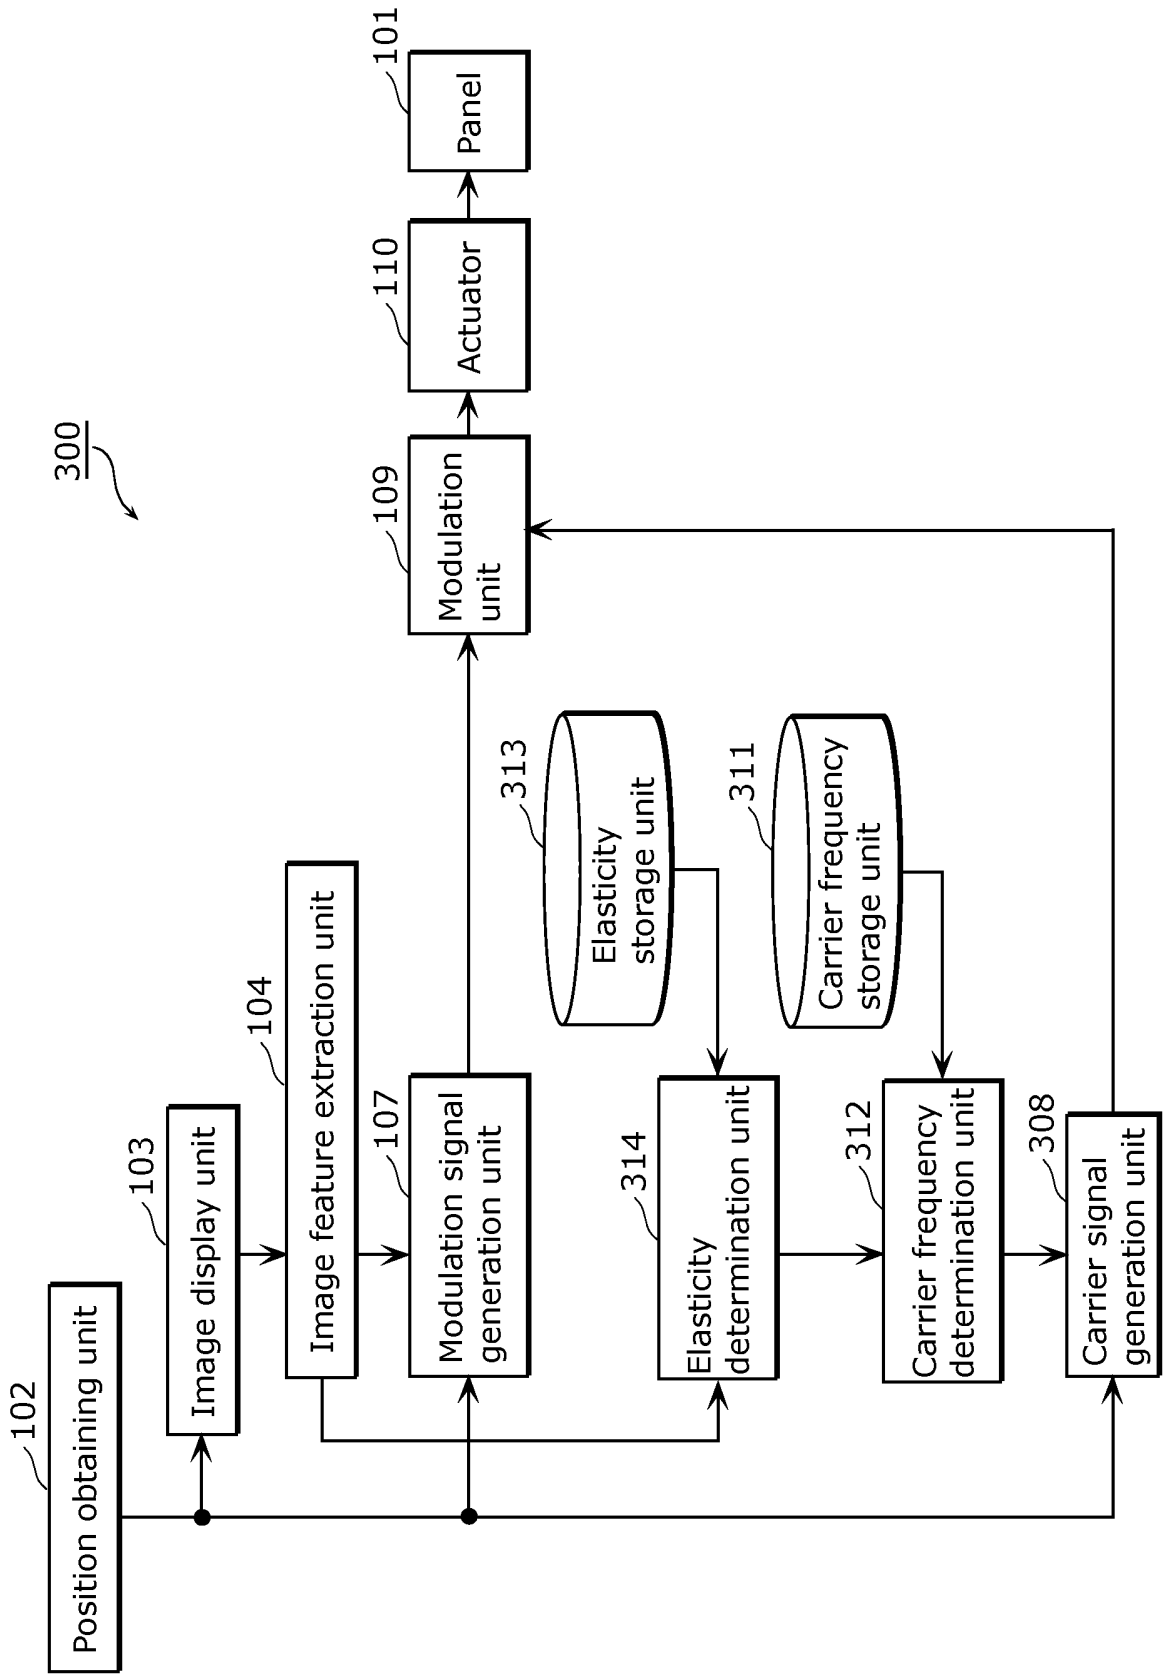 300
102
Position obtaining unit
103
Image display unit
104
Image feature extraction unit
107
Modulation signal
generation unit
109
Modulation
unit
110
Actuator
101
Panel
313
Elasticity
storage unit
314
Elasticity
determination unit
311
Carrier frequency
storage unit
312
Carrier frequency
determination unit
308
Carrier signal
generation unit